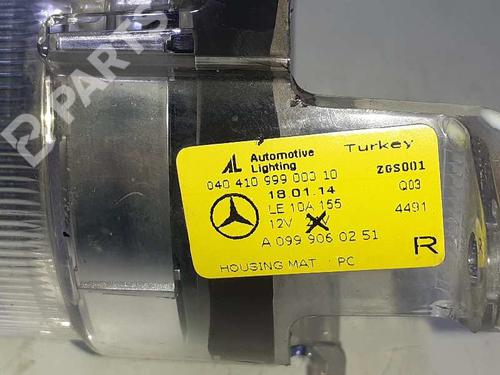 B-PARTS
AL Automotive Lighting Turkey
040 410 999 000 10 ZGS001
18.01.14 Q03
LE 10A 155 4491
12V
A 099 906 02 51 R
HOUSING MAT : PC